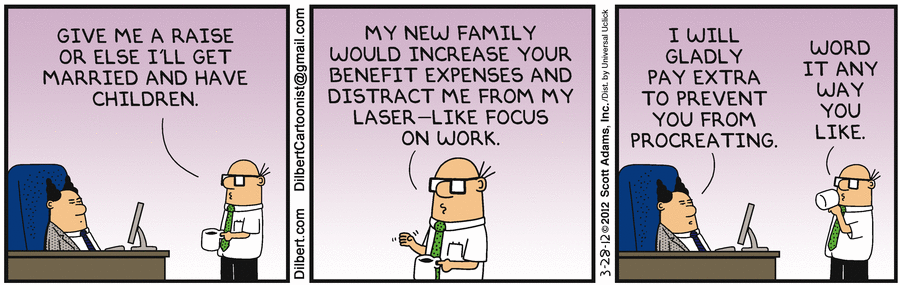 GIVE ME A RAISE
OR ELSE I'LL GET
MARRIED AND HAVE
CHILDREN.
Dilbert.com DilbertCartoonist@gmail.com
MY NEW FAMILY
WOULD INCREASE YOUR
BENEFIT EXPENSES AND
DISTRACT ME FROM MY
LASER-LIKE FOCUS
ON WORK.
3-28-12 © 2012 Scott Adams, Inc. /Dist. by Universal Uclick
I WILL
GLADLY
PAY EXTRA
TO PREVENT
YOU FROM
PROCREATING.
WORD
IT ANY
WAY
YOU
LIKE.